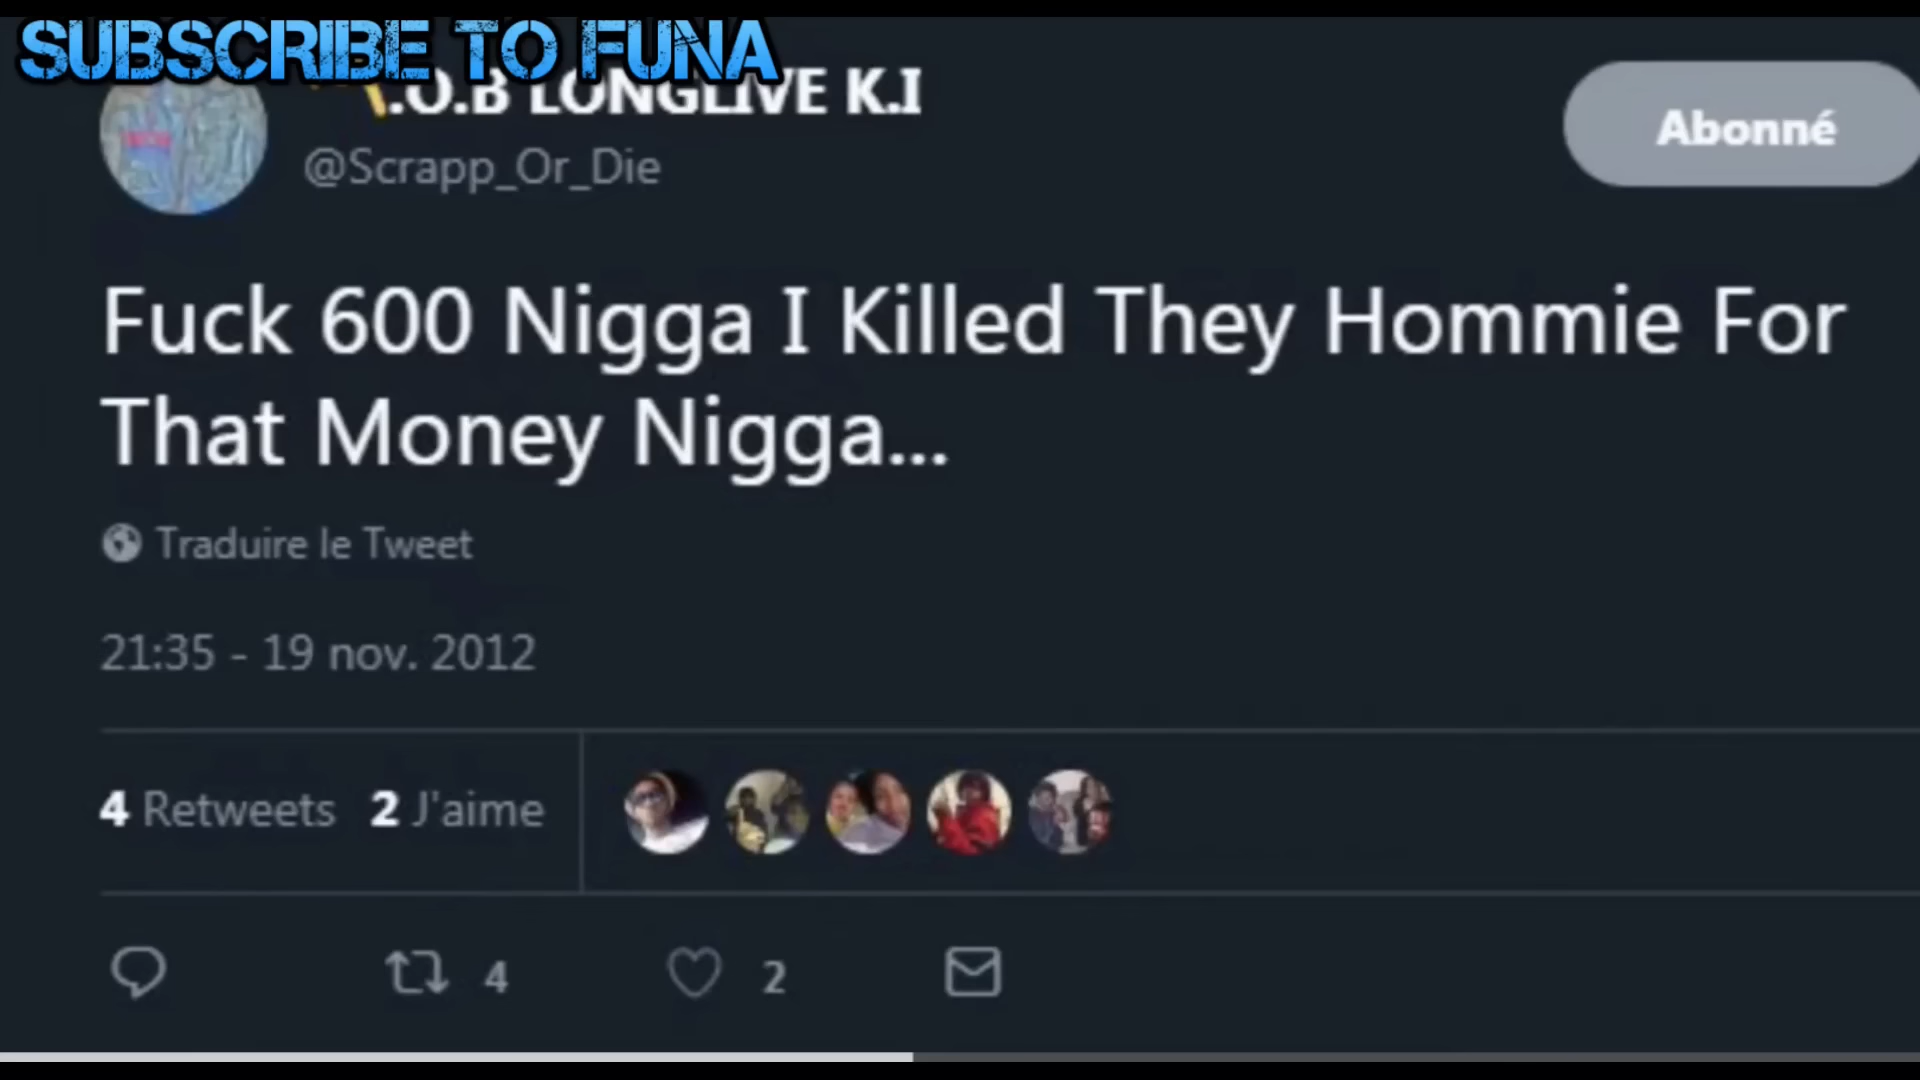 SUBSCRIBE TO FUNA
.O.B LONGLIVE K.I
@Scrapp_Or_Die
Abonné
Fuck 600 Nigga I Killed They Hommie For
That Money Nigga...
Traduire le Tweet
21:35 - 19 nov. 2012
4 Retweets 2 J'aime
4 2